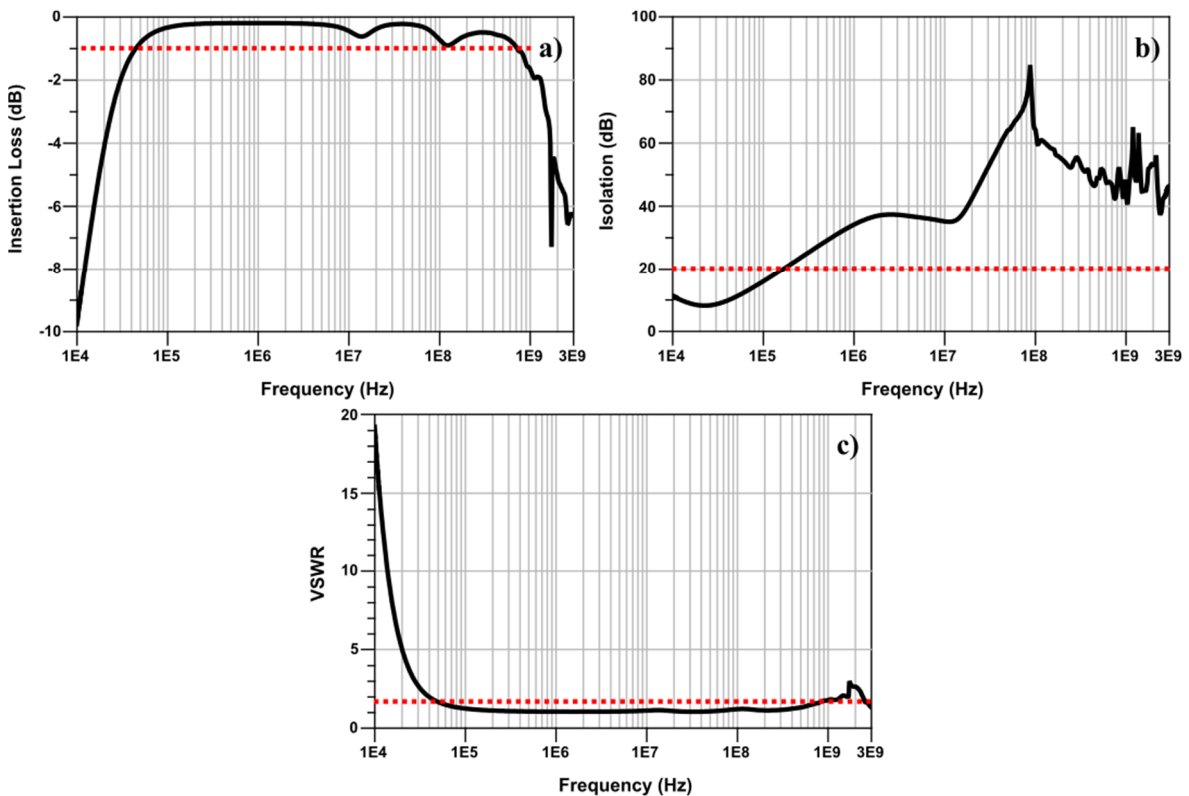 a)
Insertion Loss (dB)
0
-2
-4
-6
-8
-10
1E4 1E5 1E6 1E7 1E8 1E9 3E9
Frequency (Hz)
b)
Isolation (dB)
100
80
60
40
20
0
1E4 1E5 1E6 1E7 1E8 1E9 3E9
Freqency (Hz)
c)
VSWR
20
15
10
5
0
1E4 1E5 1E6 1E7 1E8 1E9 3E9
Frequency (Hz)